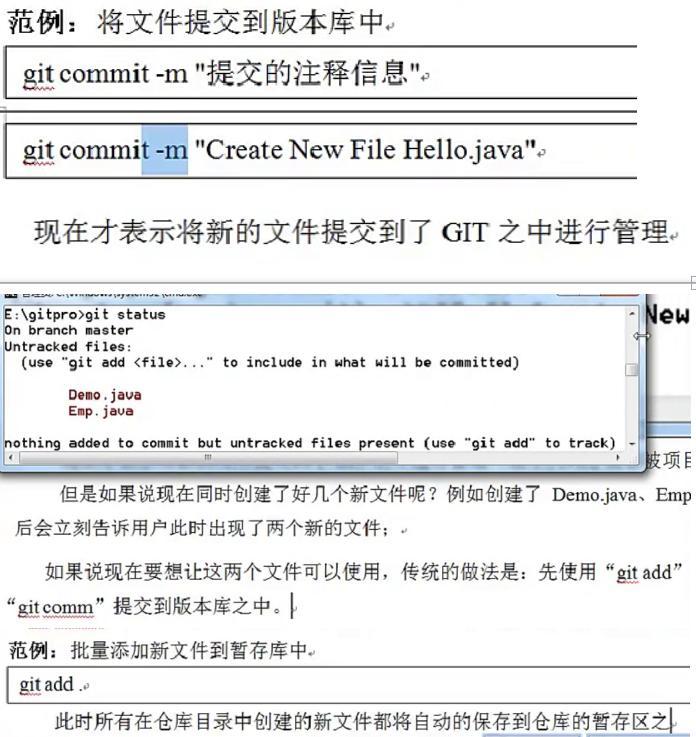 范例：将文件提交到版本库中
git commit -m "提交的注释信息"
git commit -m "Create New File Hello.java"
现在才表示将新的文件提交到了 GIT 之中进行管理
E:\gitpro>git status
On branch master
Untracked files:
(use "git add <file>..." to include in what will be committed)
Demo.java
Emp.java
nothing added to commit but untracked files present (use "git add" to track)
New
被项目
但是如果说现在同时创建了好几个新文件呢？例如创建了 Demo.java、Emp
后会立刻告诉用户此时出现了两个新的文件；
如果说现在要想让这两个文件可以使用，传统的做法是：先使用“git add”
“git comm”提交到版本库之中。
范例：批量添加新文件到暂存库中
git add .
此时所有在仓库目录中创建的新文件都将自动的保存到仓库的暂存区之